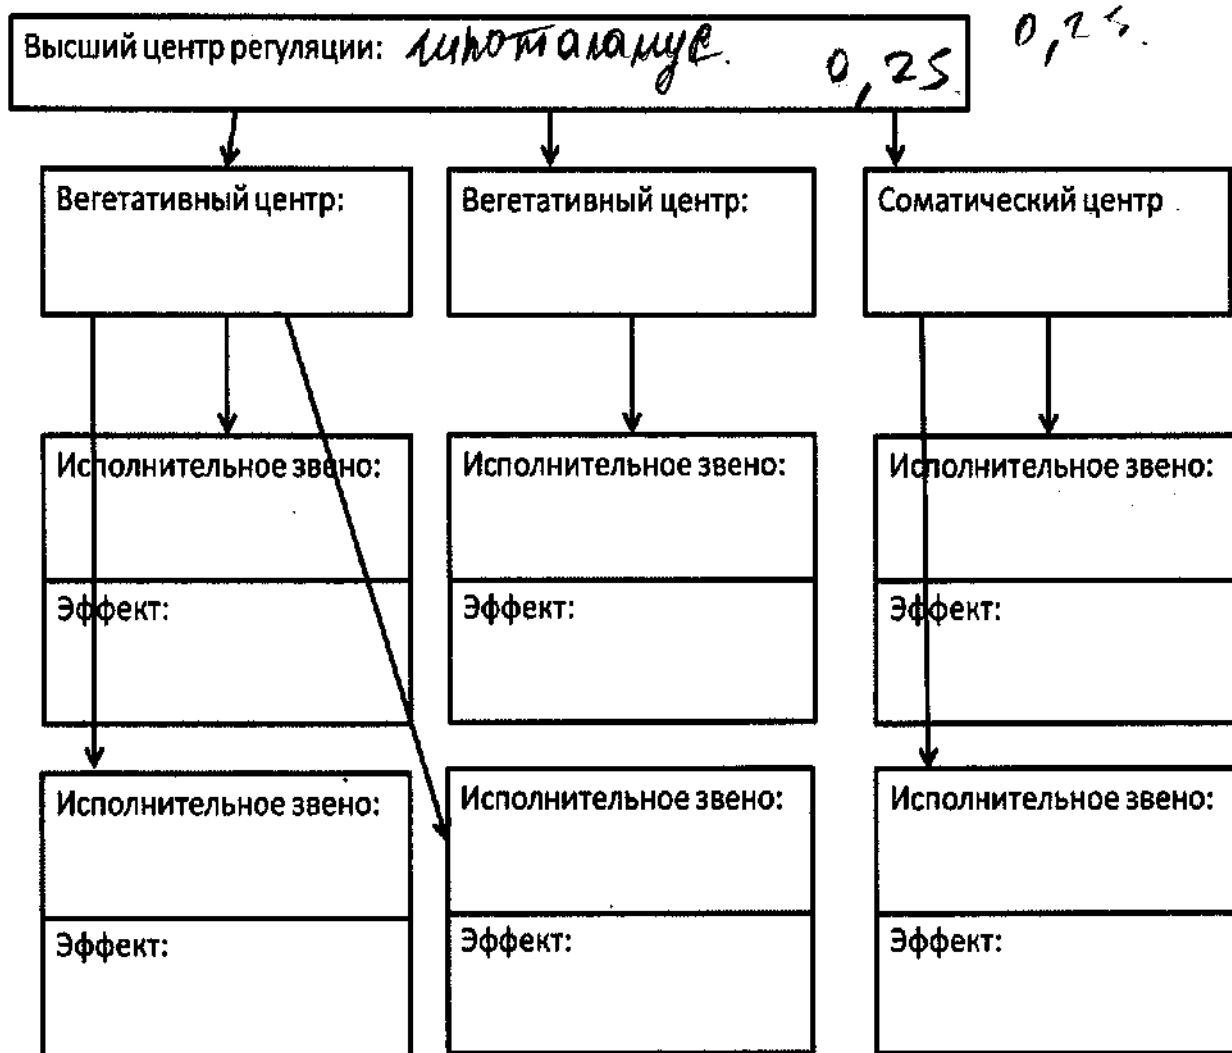 Высший центр регуляции: гипоталамус. 0,25 0,25.
Вегетативный центр: Вегетативный центр: Соматический центр
Исполнительное звено: Исполнительное звено: Исполнительное звено:
Эффект: Эффект: Эффект:
Исполнительное звено: Исполнительное звено: Исполнительное звено:
Эффект: Эффект: Эффект: